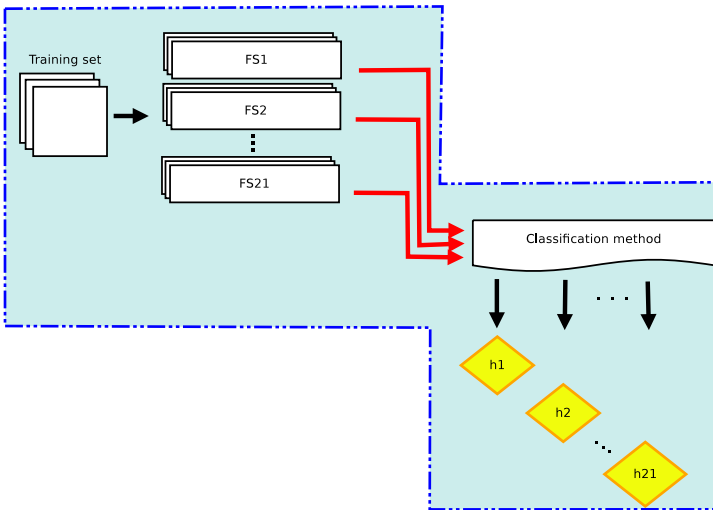 Training set
FS1
FS2
FS21
Classification method
h1
h2
h21